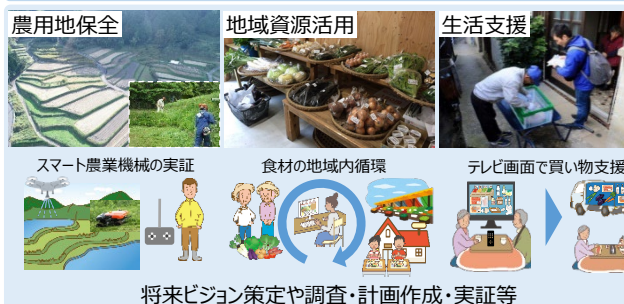 農用地保全
地域資源活用
生活支援
スマート農業機械の実証
食材の地域内循環
テレビ画面で買い物支援
将来ビジョン策定や調査・計画作成・実証等